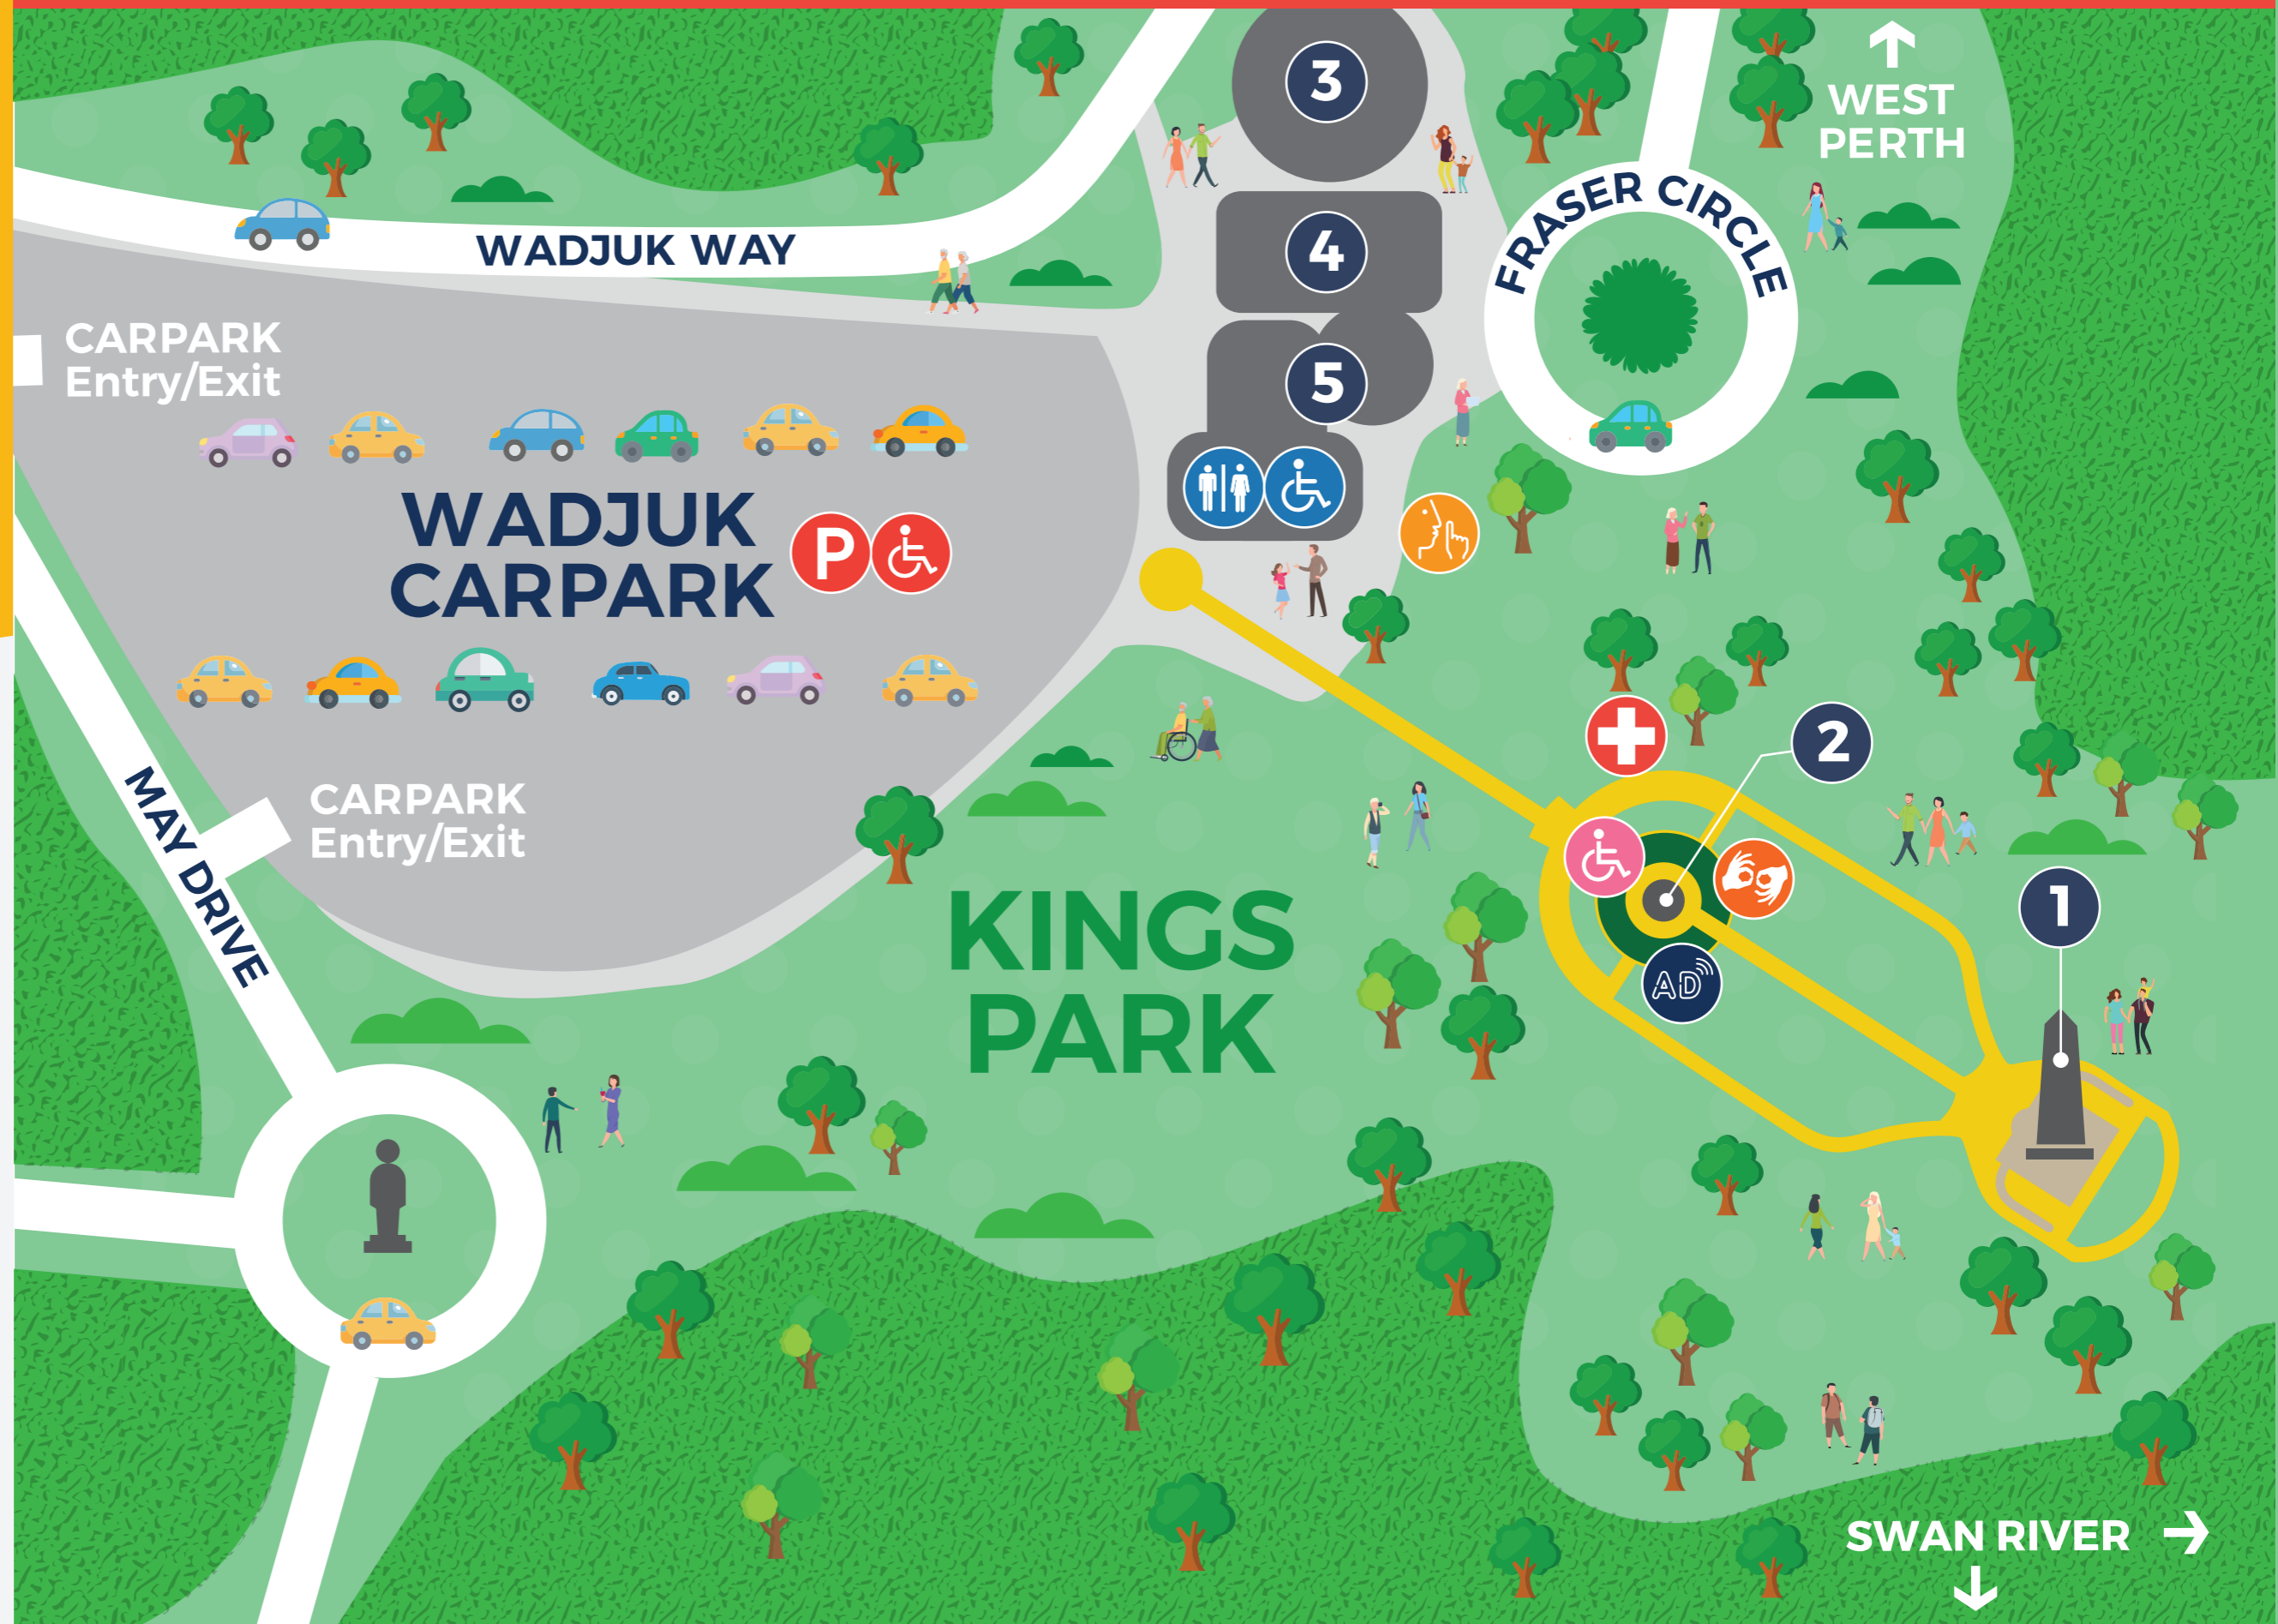 3
WEST
PERTH
FRASER CIRCLE
4
WADJUK WAY
CARPARK
Entry/Exit
5
WADJUK
CARPARK
P
2
MAY DRIVE
CARPARK
Entry/Exit
1
KINGS
PARK
AD
SWAN RIVER